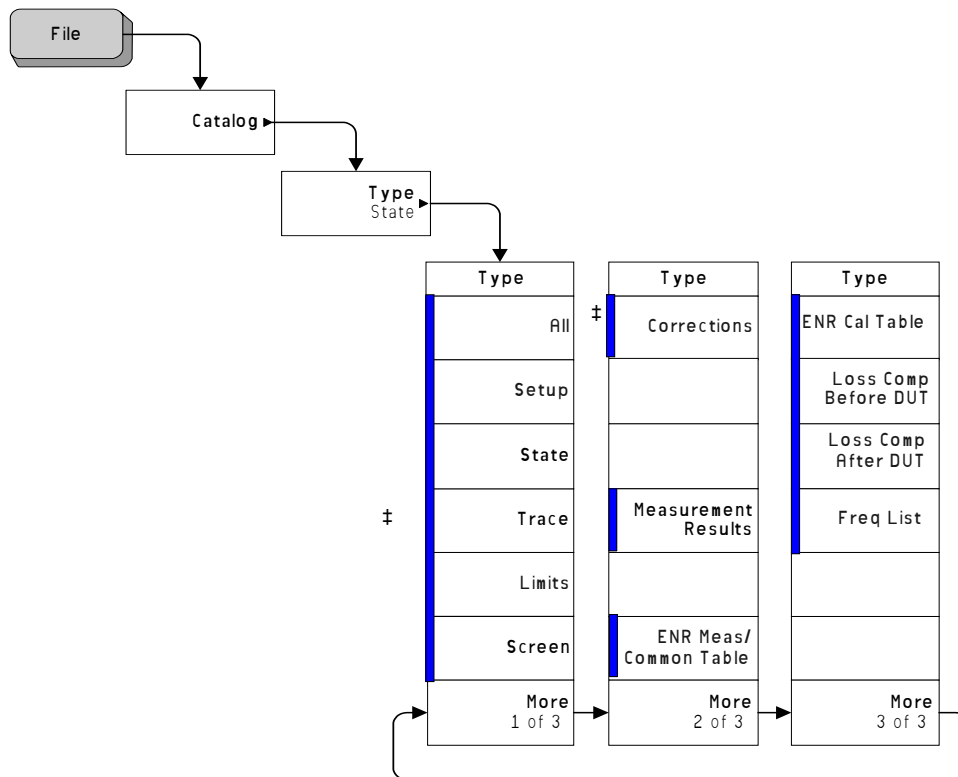 File
Catalog
Type
State
Type
All
Setup
State
Trace
Limits
Screen
More
1 of 3
‡
‡
Type
Corrections
Measurement
Results
ENR Meas/
Common Table
More
2 of 3
Type
ENR Cal Table
Loss Comp
Before DUT
Loss Comp
After DUT
Freq List
More
3 of 3